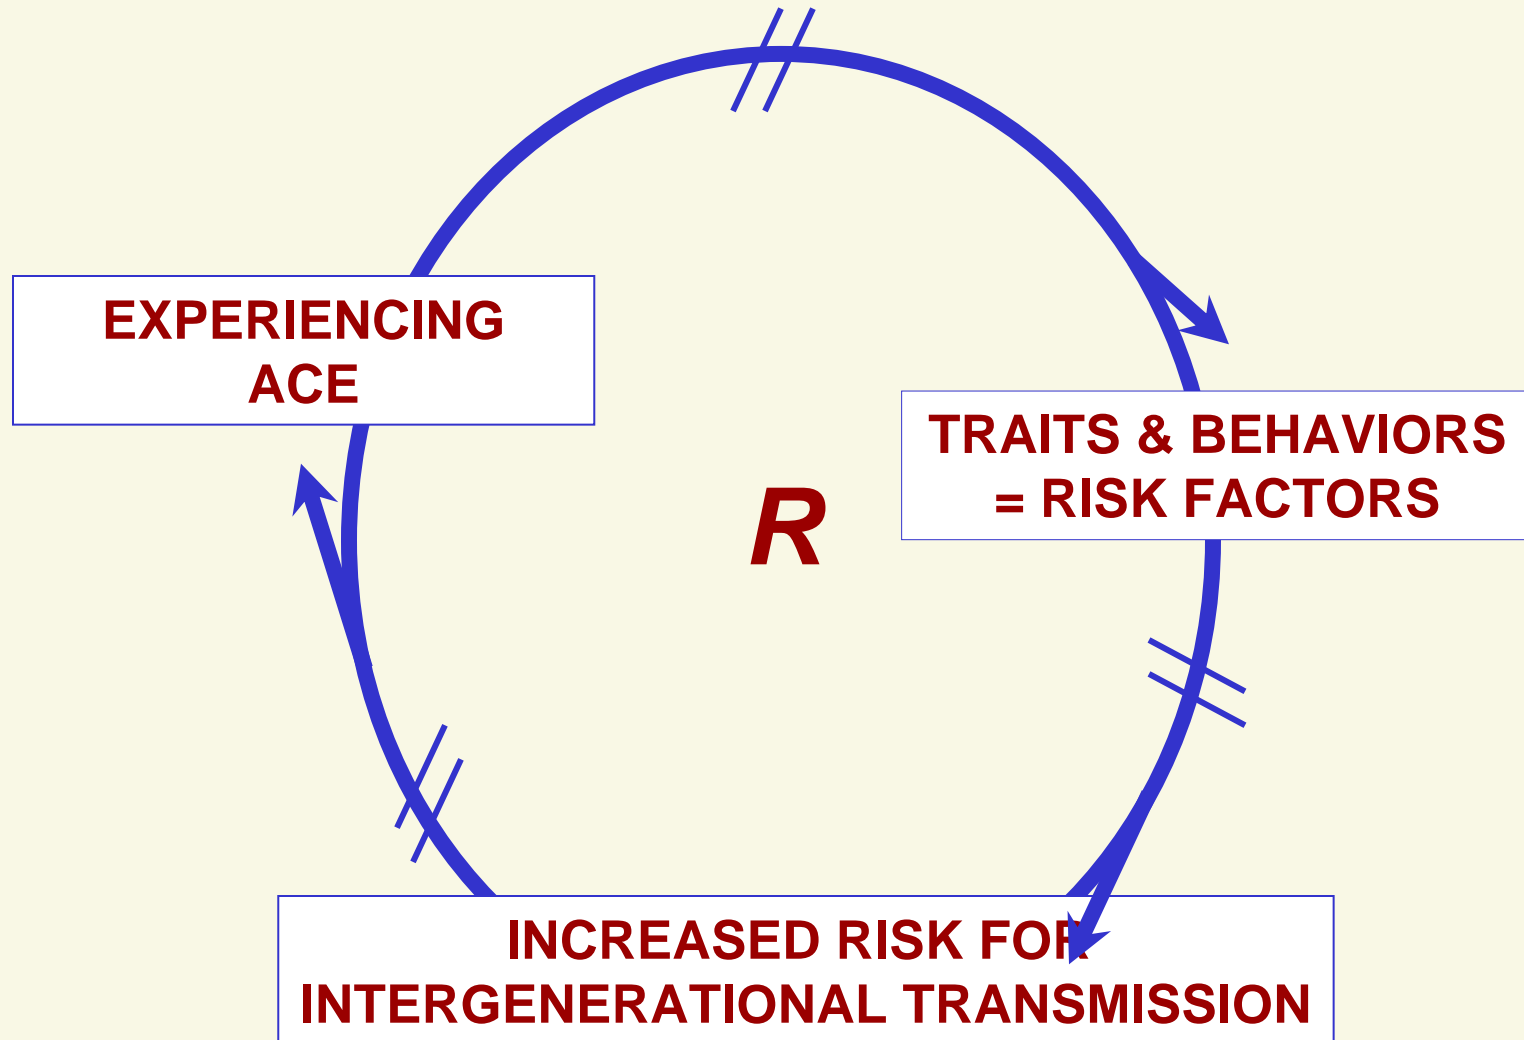 EXPERIENCING
ACE
TRAITS & BEHAVIORS
= RISK FACTORS
R
INCREASED RISK FOR
INTERGENERATIONAL TRANSMISSION